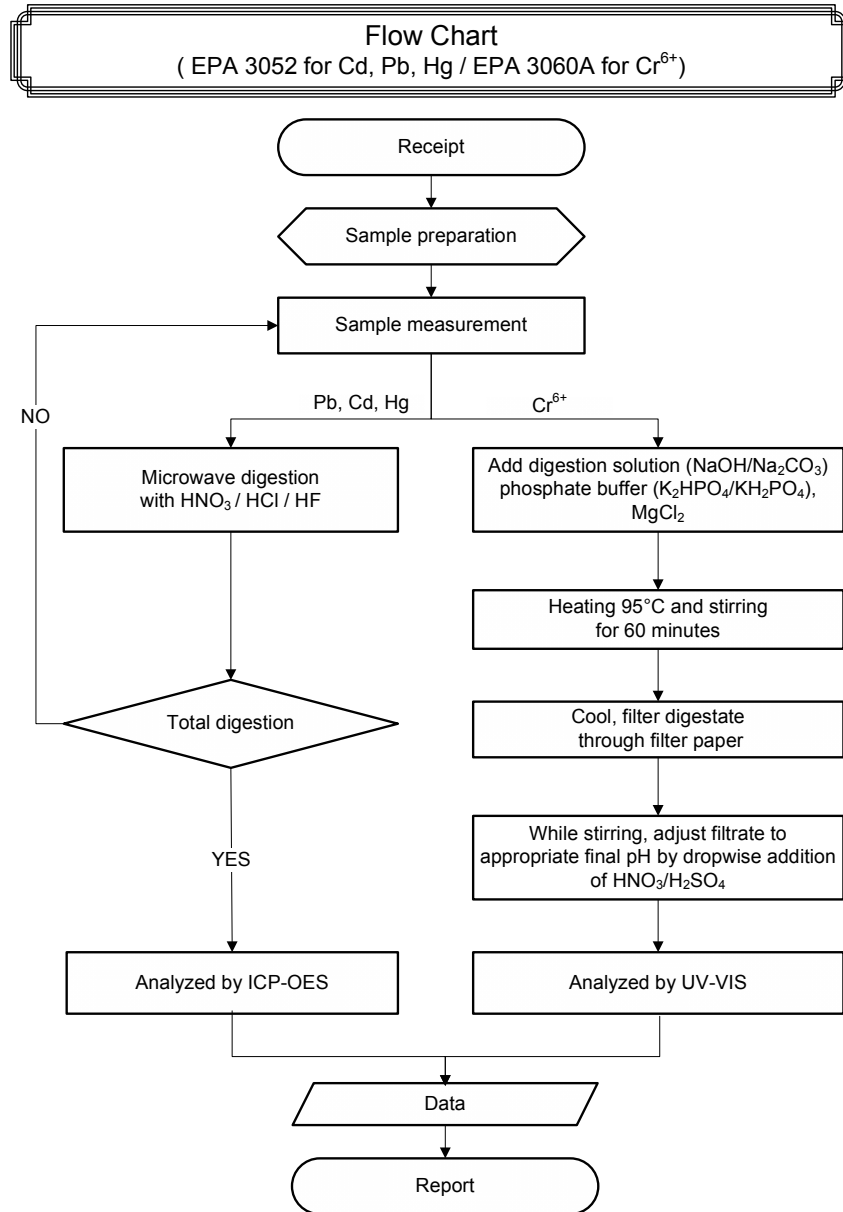 Flow Chart
( EPA 3052 for Cd, Pb, Hg / EPA 3060A for Cr⁶⁺)
Receipt
Sample preparation
Sample measurement
NO
Pb, Cd, Hg
Cr⁶⁺
Microwave digestion
with HNO₃ / HCl / HF
Add digestion solution (NaOH/Na₂CO₃)
phosphate buffer (K₂HPO₄/KH₂PO₄),
MgCl₂
Heating 95°C and stirring
for 60 minutes
Total digestion
Cool, filter digestate
through filter paper
YES
While stirring, adjust filtrate to
appropriate final pH by dropwise addition
of HNO₃/H₂SO₄
Analyzed by ICP-OES
Analyzed by UV-VIS
Data
Report